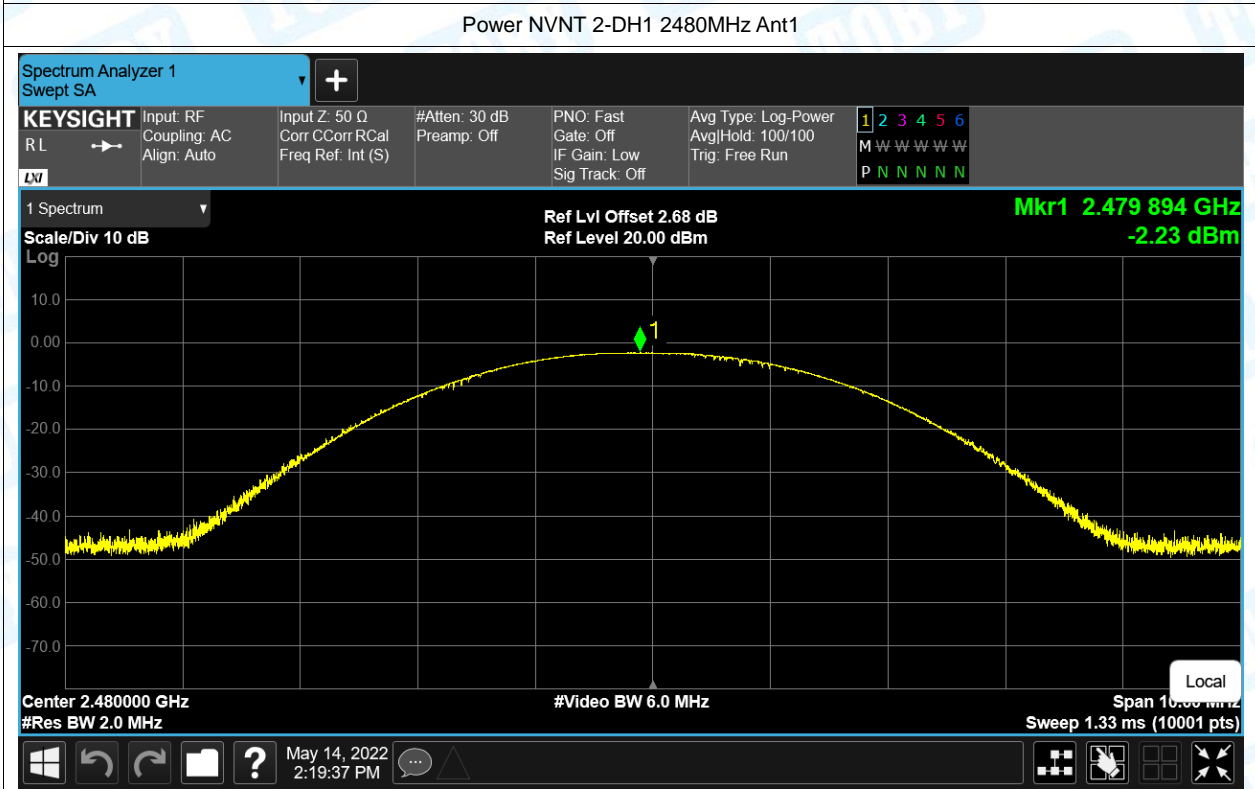 Power NVNT 2-DH1 2480MHz Ant1
Spectrum Analyzer 1
Swept SA
KEYSIGHT
R L
LXI
Input: RF
Coupling: AC
Align: Auto
Input Z: 50 Ω
Corr CCorr RCal
Freq Ref: Int (S)
#Atten: 30 dB
Preamp: Off
PNO: Fast
Gate: Off
IF Gain: Low
Sig Track: Off
Avg Type: Log-Power
Avg|Hold: 100/100
Trig: Free Run
1 2 3 4 5 6
M W W W W W
P N N N N N
1 Spectrum
Scale/Div 10 dB
Log
Ref Lvl Offset 2.68 dB
Ref Level 20.00 dBm
Mkr1 2.479 894 GHz
-2.23 dBm
1
10.0
0.00
-10.0
-20.0
-30.0
-40.0
-50.0
-60.0
-70.0
Local
Center 2.480000 GHz
#Video BW 6.0 MHz
Span 10.00 MHz
#Res BW 2.0 MHz
Sweep 1.33 ms (10001 pts)
?
May 14, 2022
2:19:37 PM